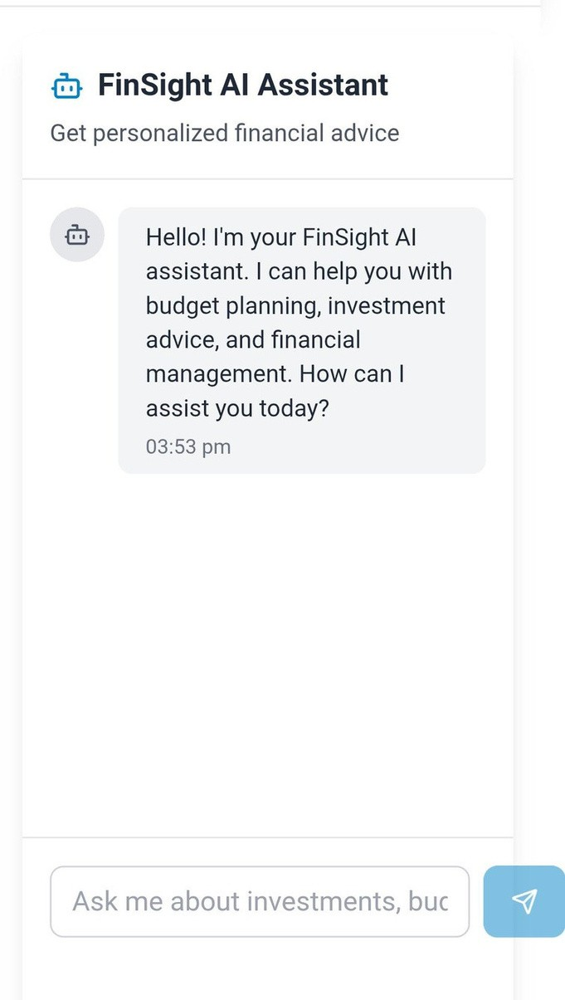 FinSight AI Assistant
Get personalized financial advice
Hello! I'm your FinSight AI
assistant. I can help you with
budget planning, investment
advice, and financial
management. How can I
assist you today?
03:53 pm
Ask me about investments, buc